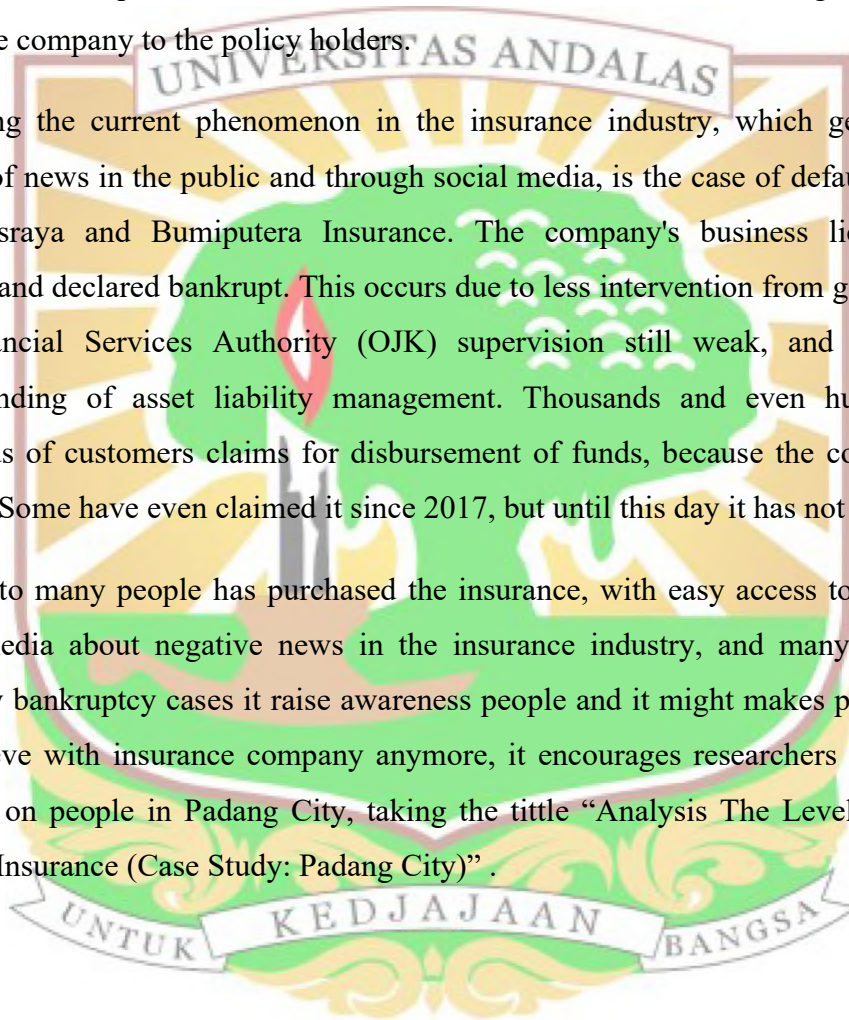 e company to the policy holders.
UNIVERSITAS ANDALAS
ng the current phenomenon in the insurance industry, which ge
of news in the public and through social media, is the case of defau
sraya and Bumiputera Insurance. The company's business li
and declared bankrupt. This occurs due to less intervention from g
ncial Services Authority (OJK) supervision still weak, and
nding of asset liability management. Thousands and even hu
s of customers claims for disbursement of funds, because the co
Some have even claimed it since 2017, but until this day it has not
to many people has purchased the insurance, with easy access to
edia about negative news in the insurance industry, and many
y bankruptcy cases it raise awareness people and it might makes p
eve with insurance company anymore, it encourages researchers
on people in Padang City, taking the tittle “Analysis The Level
Insurance (Case Study: Padang City)” .
UNTUK KEDJAJAAN BANGSA